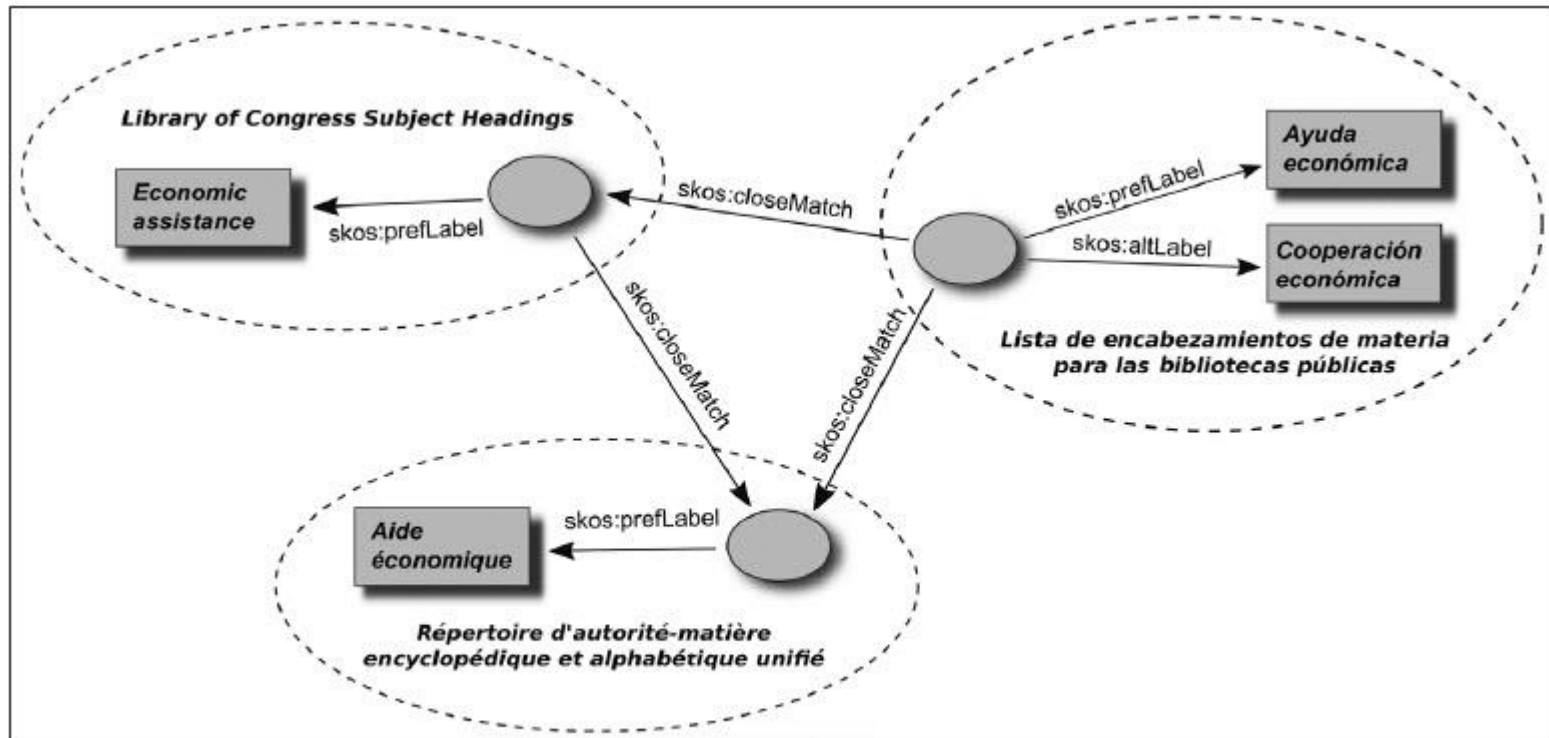 Library of Congress Subject Headings
Economic
assistance
skos:prefLabel
skos:closeMatch
skos:prefLabel
skos:altLabel
Ayuda
económica
Cooperación
económica
Lista de encabezamientos de materia
para las bibliotecas públicas
skos:closeMatch
skos:closeMatch
Aide
économique
skos:prefLabel
Répertoire d'autorité-matière
encyclopédique et alphabétique unifié